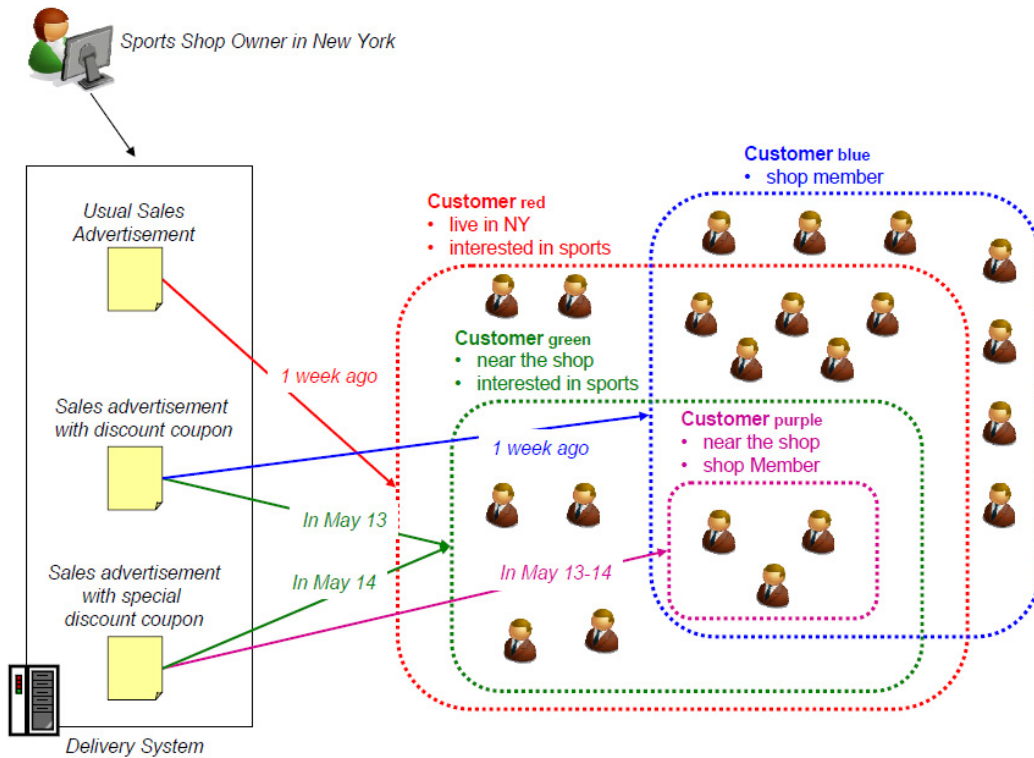 Sports Shop Owner in New York
Usual Sales
Advertisement
1 week ago
Sales advertisement
with discount coupon
1 week ago
In May 13
In May 14
Sales advertisement
with special
discount coupon
In May 13-14
Delivery System
Customer red
• live in NY
• interested in sports
Customer blue
• shop member
Customer green
• near the shop
• interested in sports
Customer purple
• near the shop
• shop Member